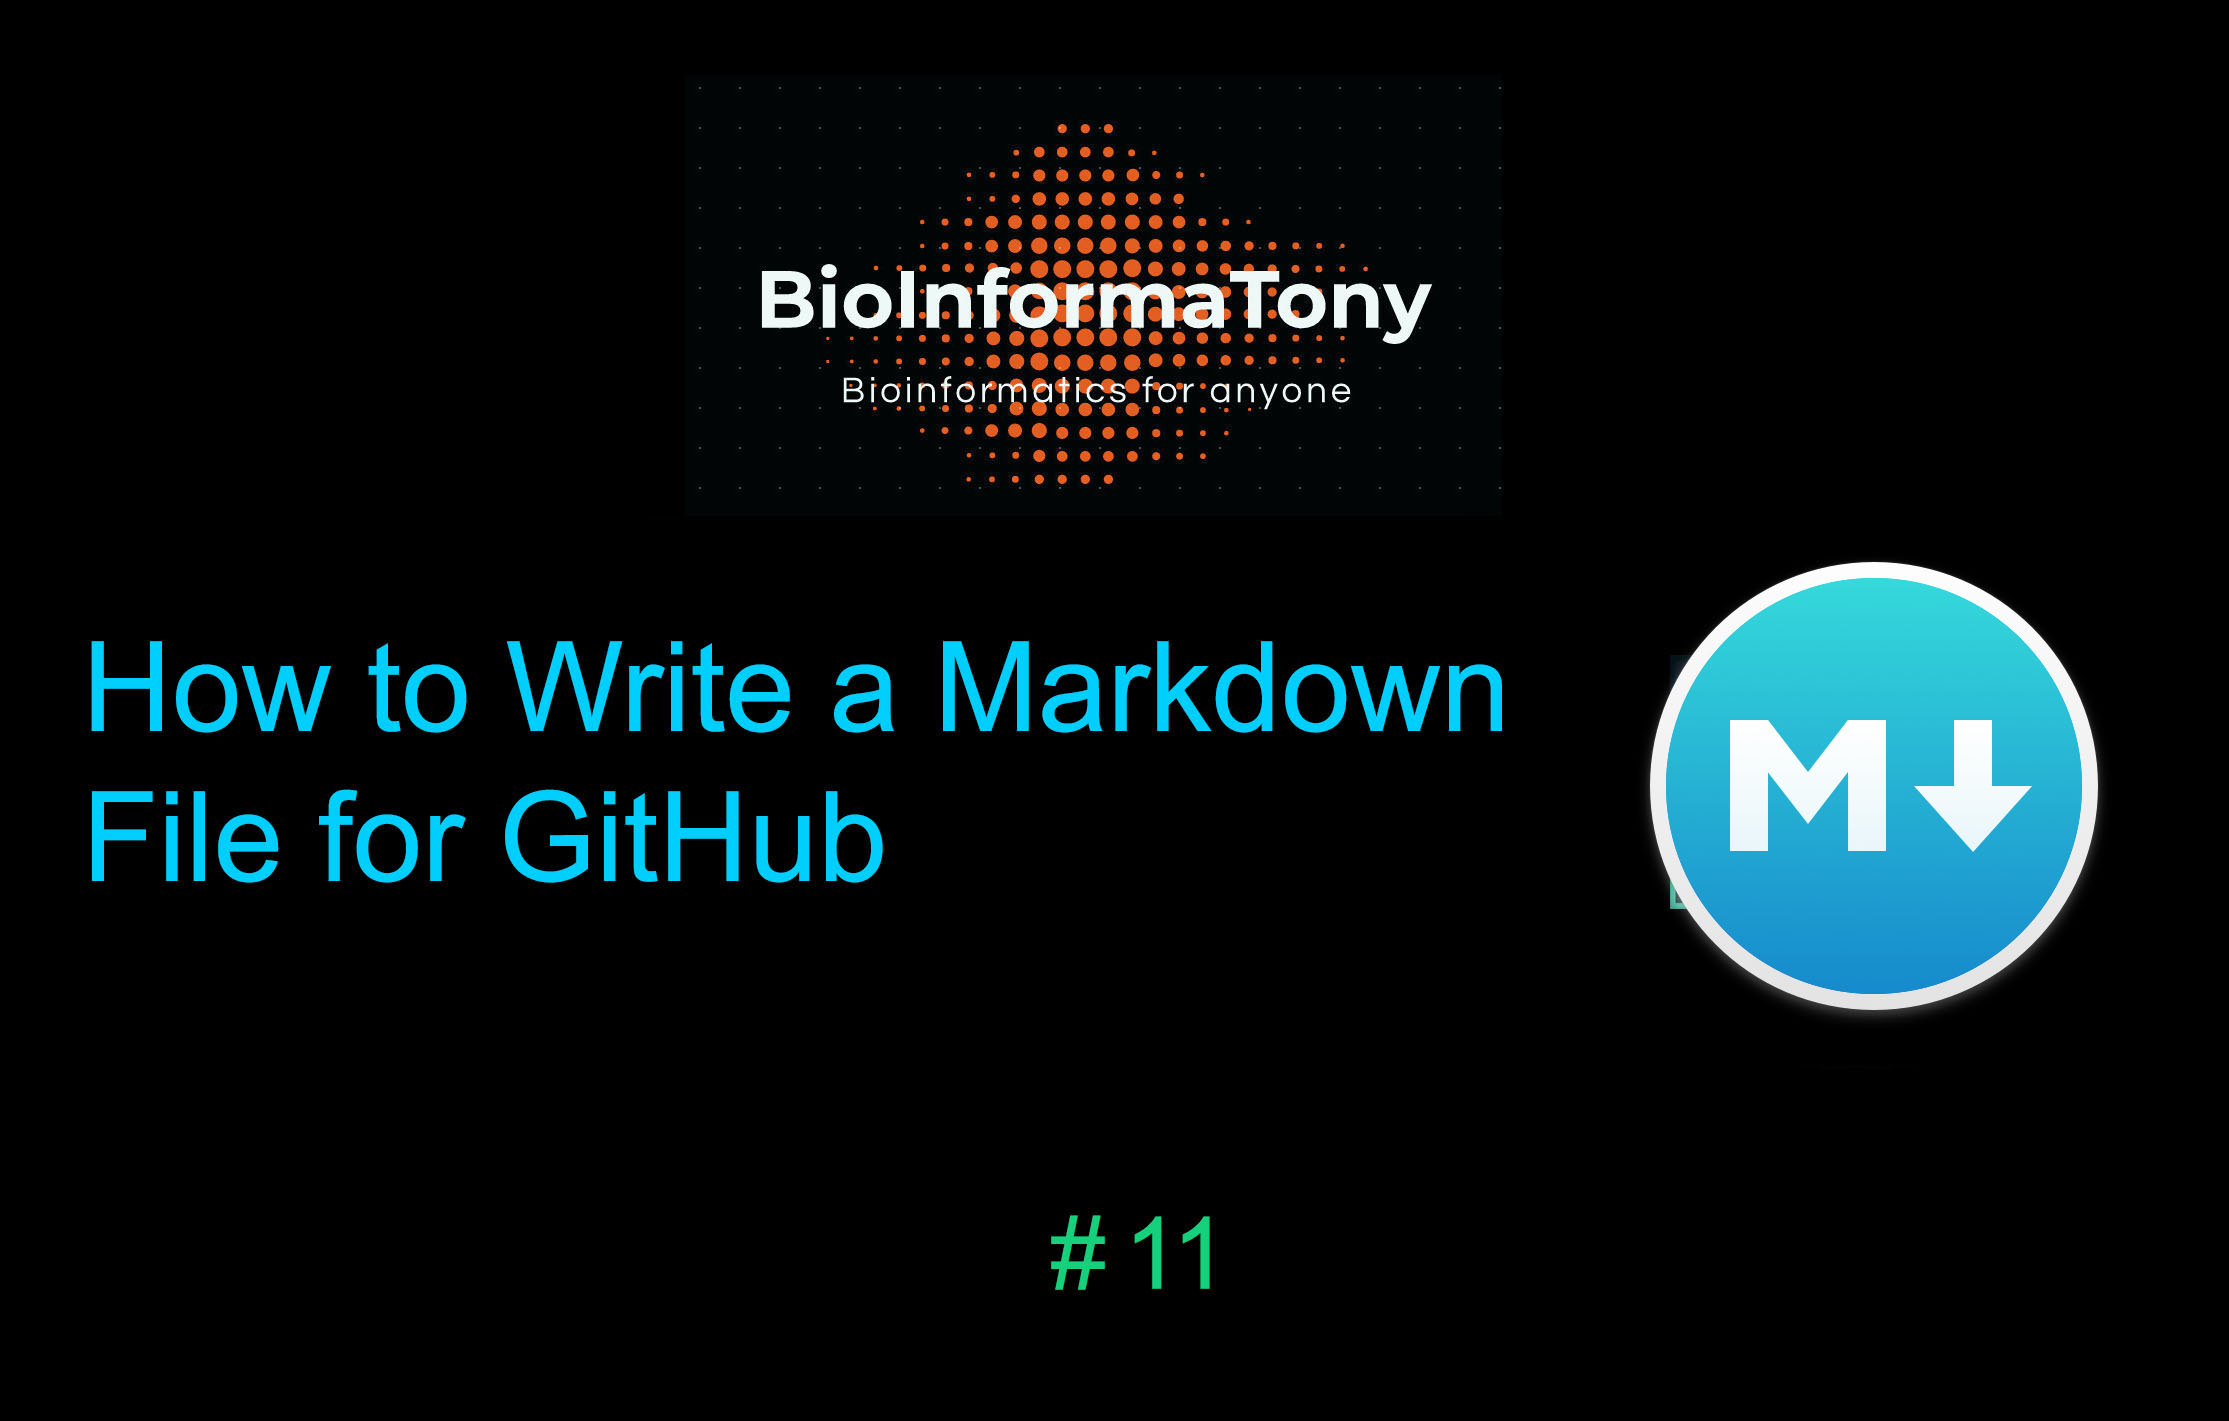 BioInformaTony
Bioinformatics for anyone
How to Write a Markdown
File for GitHub
M
# 11